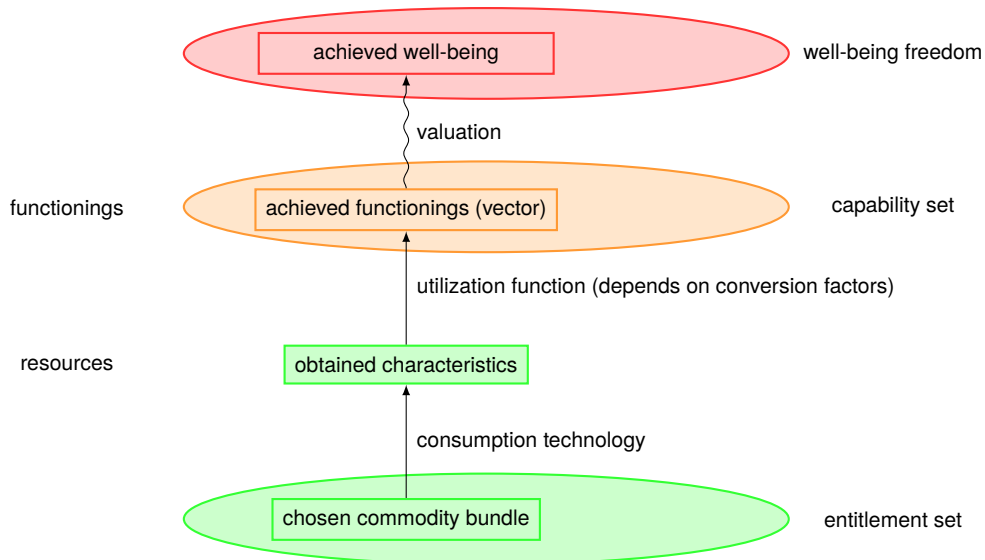 achieved well-being
well-being freedom
valuation
functionings
achieved functionings (vector)
capability set
utilization function (depends on conversion factors)
resources
obtained characteristics
consumption technology
chosen commodity bundle
entitlement set